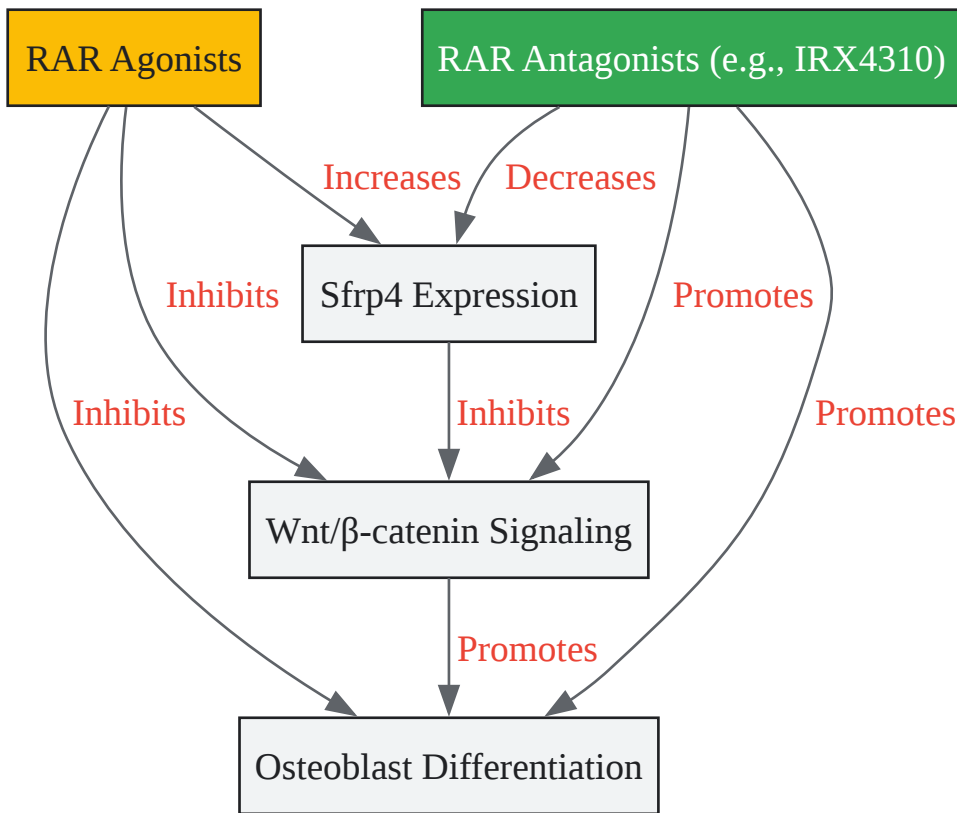 RAR Agonists
RAR Antagonists (e.g., IRX4310)
Increases
Decreases
Sfrp4 Expression
Inhibits
Promotes
Inhibits
Inhibits
Promotes
Wnt/β-catenin Signaling
Promotes
Osteoblast Differentiation